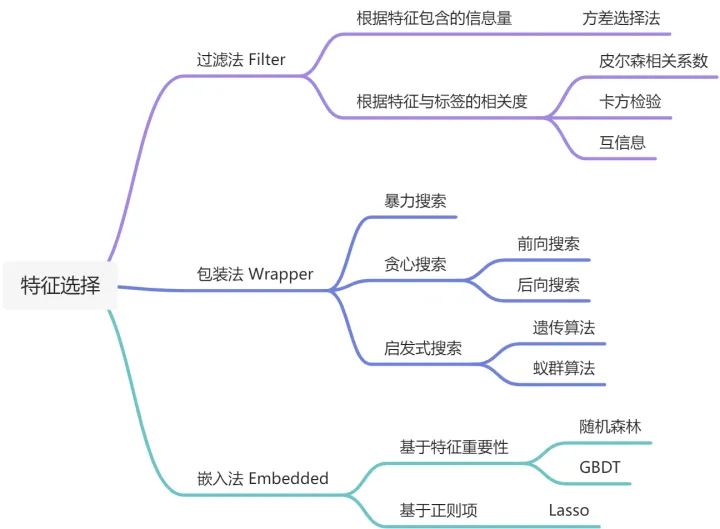 特征选择
过滤法 Filter
根据特征包含的信息量
方差选择法
根据特征与标签的相关度
皮尔森相关系数
卡方检验
互信息
包装法 Wrapper
暴力搜索
贪心搜索
前向搜索
后向搜索
启发式搜索
遗传算法
蚁群算法
嵌入法 Embedded
基于特征重要性
随机森林
GBDT
基于正则项
Lasso